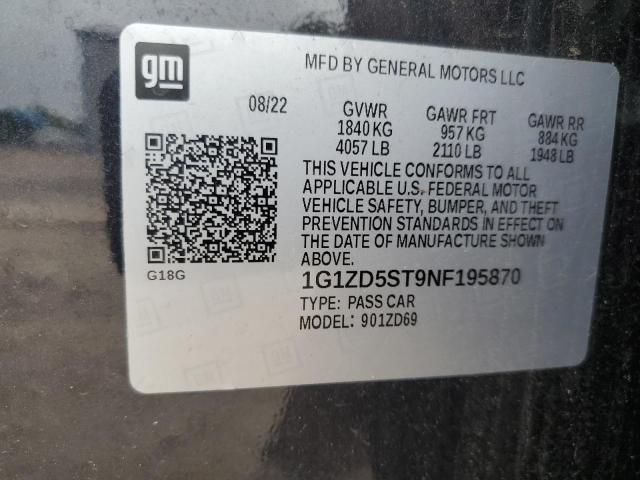 gm
MFD BY GENERAL MOTORS LLC
08/22 GVWR GAWR FRT GAWR RR
1840 KG 957 KG 884 KG
4057 LB 2110 LB 1948 LB
THIS VEHICLE CONFORMS TO ALL
APPLICABLE U.S. FEDERAL MOTOR
VEHICLE SAFETY, BUMPER, AND THEFT
PREVENTION STANDARDS IN EFFECT ON
THE DATE OF MANUFACTURE SHOWN
ABOVE.
G18G
1G1ZD5ST9NF195870
TYPE: PASS CAR
MODEL: 901ZD69